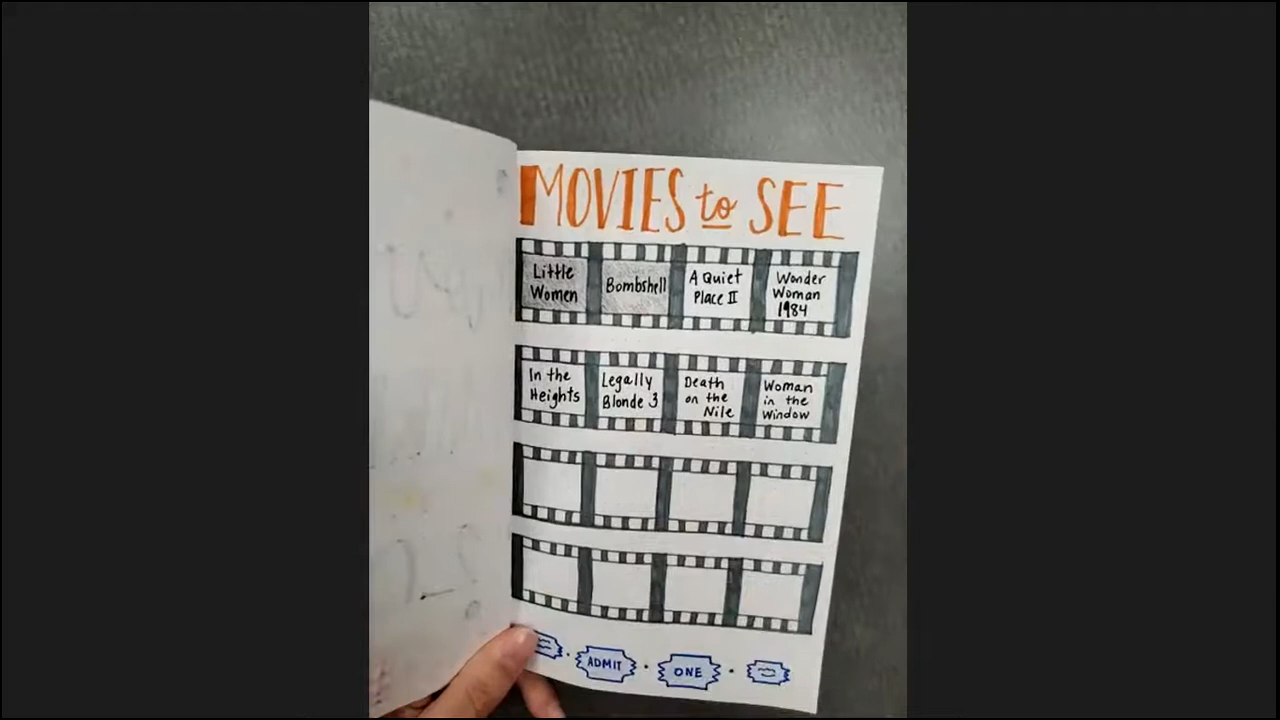 MOVIES to SEE
Little
Women
Bombshell
A Quiet
Place II
Wonder
Woman
1984
In the
Heights
Legally
Blonde 3
Death
on the
Nile
Woman
in the
Window
ADMIT
ONE